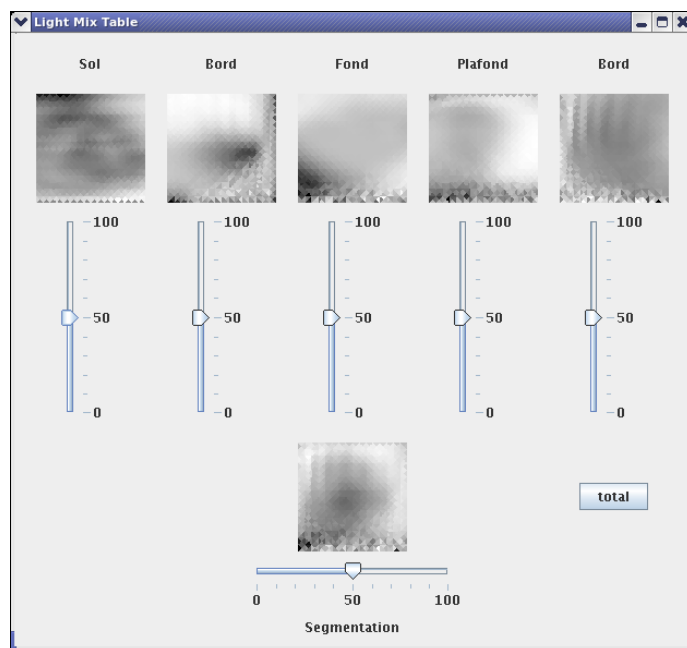 Light Mix Table
Sol Bord Fond Plafond Bord
100 100 100 100 100
50 50 50 50 50
0 0 0 0 0
total
0 50 100
Segmentation